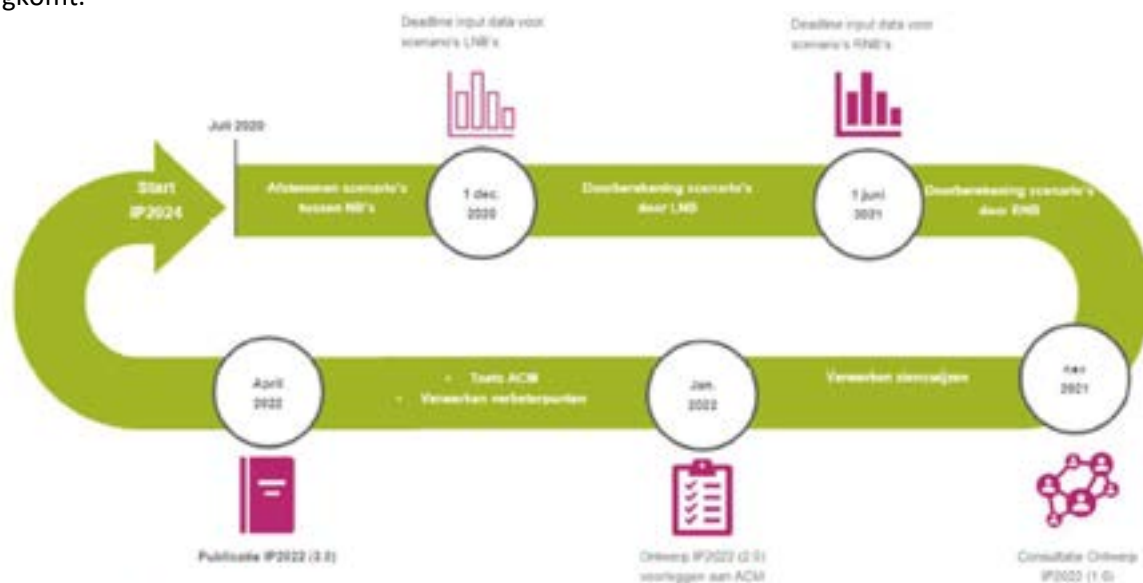 gkomt.
Deadline input data voor
scenario's LNB's
Deadline input data voor
scenario's RNB's
Juli 2020
Start
IP2024
Afstemmen scenario's
tussen NB's
1 dec.
2020
Doorberekening scenario's
door LNB
1 juni
2021
Doorberekening scenario's
door RNB
April
2022
• Toets ACM
• Verwerken verbeterpunten
Jan.
2022
Verwerken zienswijzen
nov
2021
Publicatie IP2022 (3.0)
Ontwerp IP2022 (2.0)
voorleggen aan ACM
Consultatie Ontwerp
IP2022 (1.0)